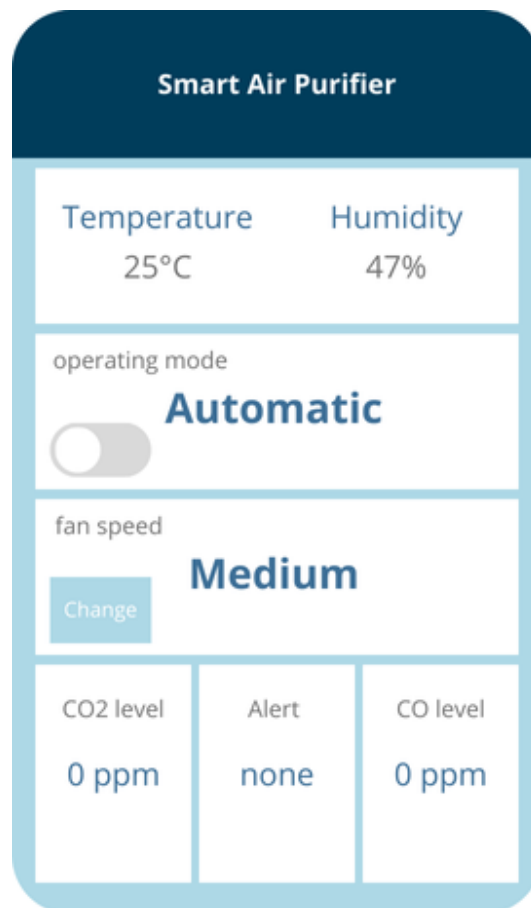 Smart Air Purifier
Temperature Humidity
25°C 47%
operating mode
Automatic
fan speed
Medium
Change
CO2 level Alert CO level
0 ppm none 0 ppm